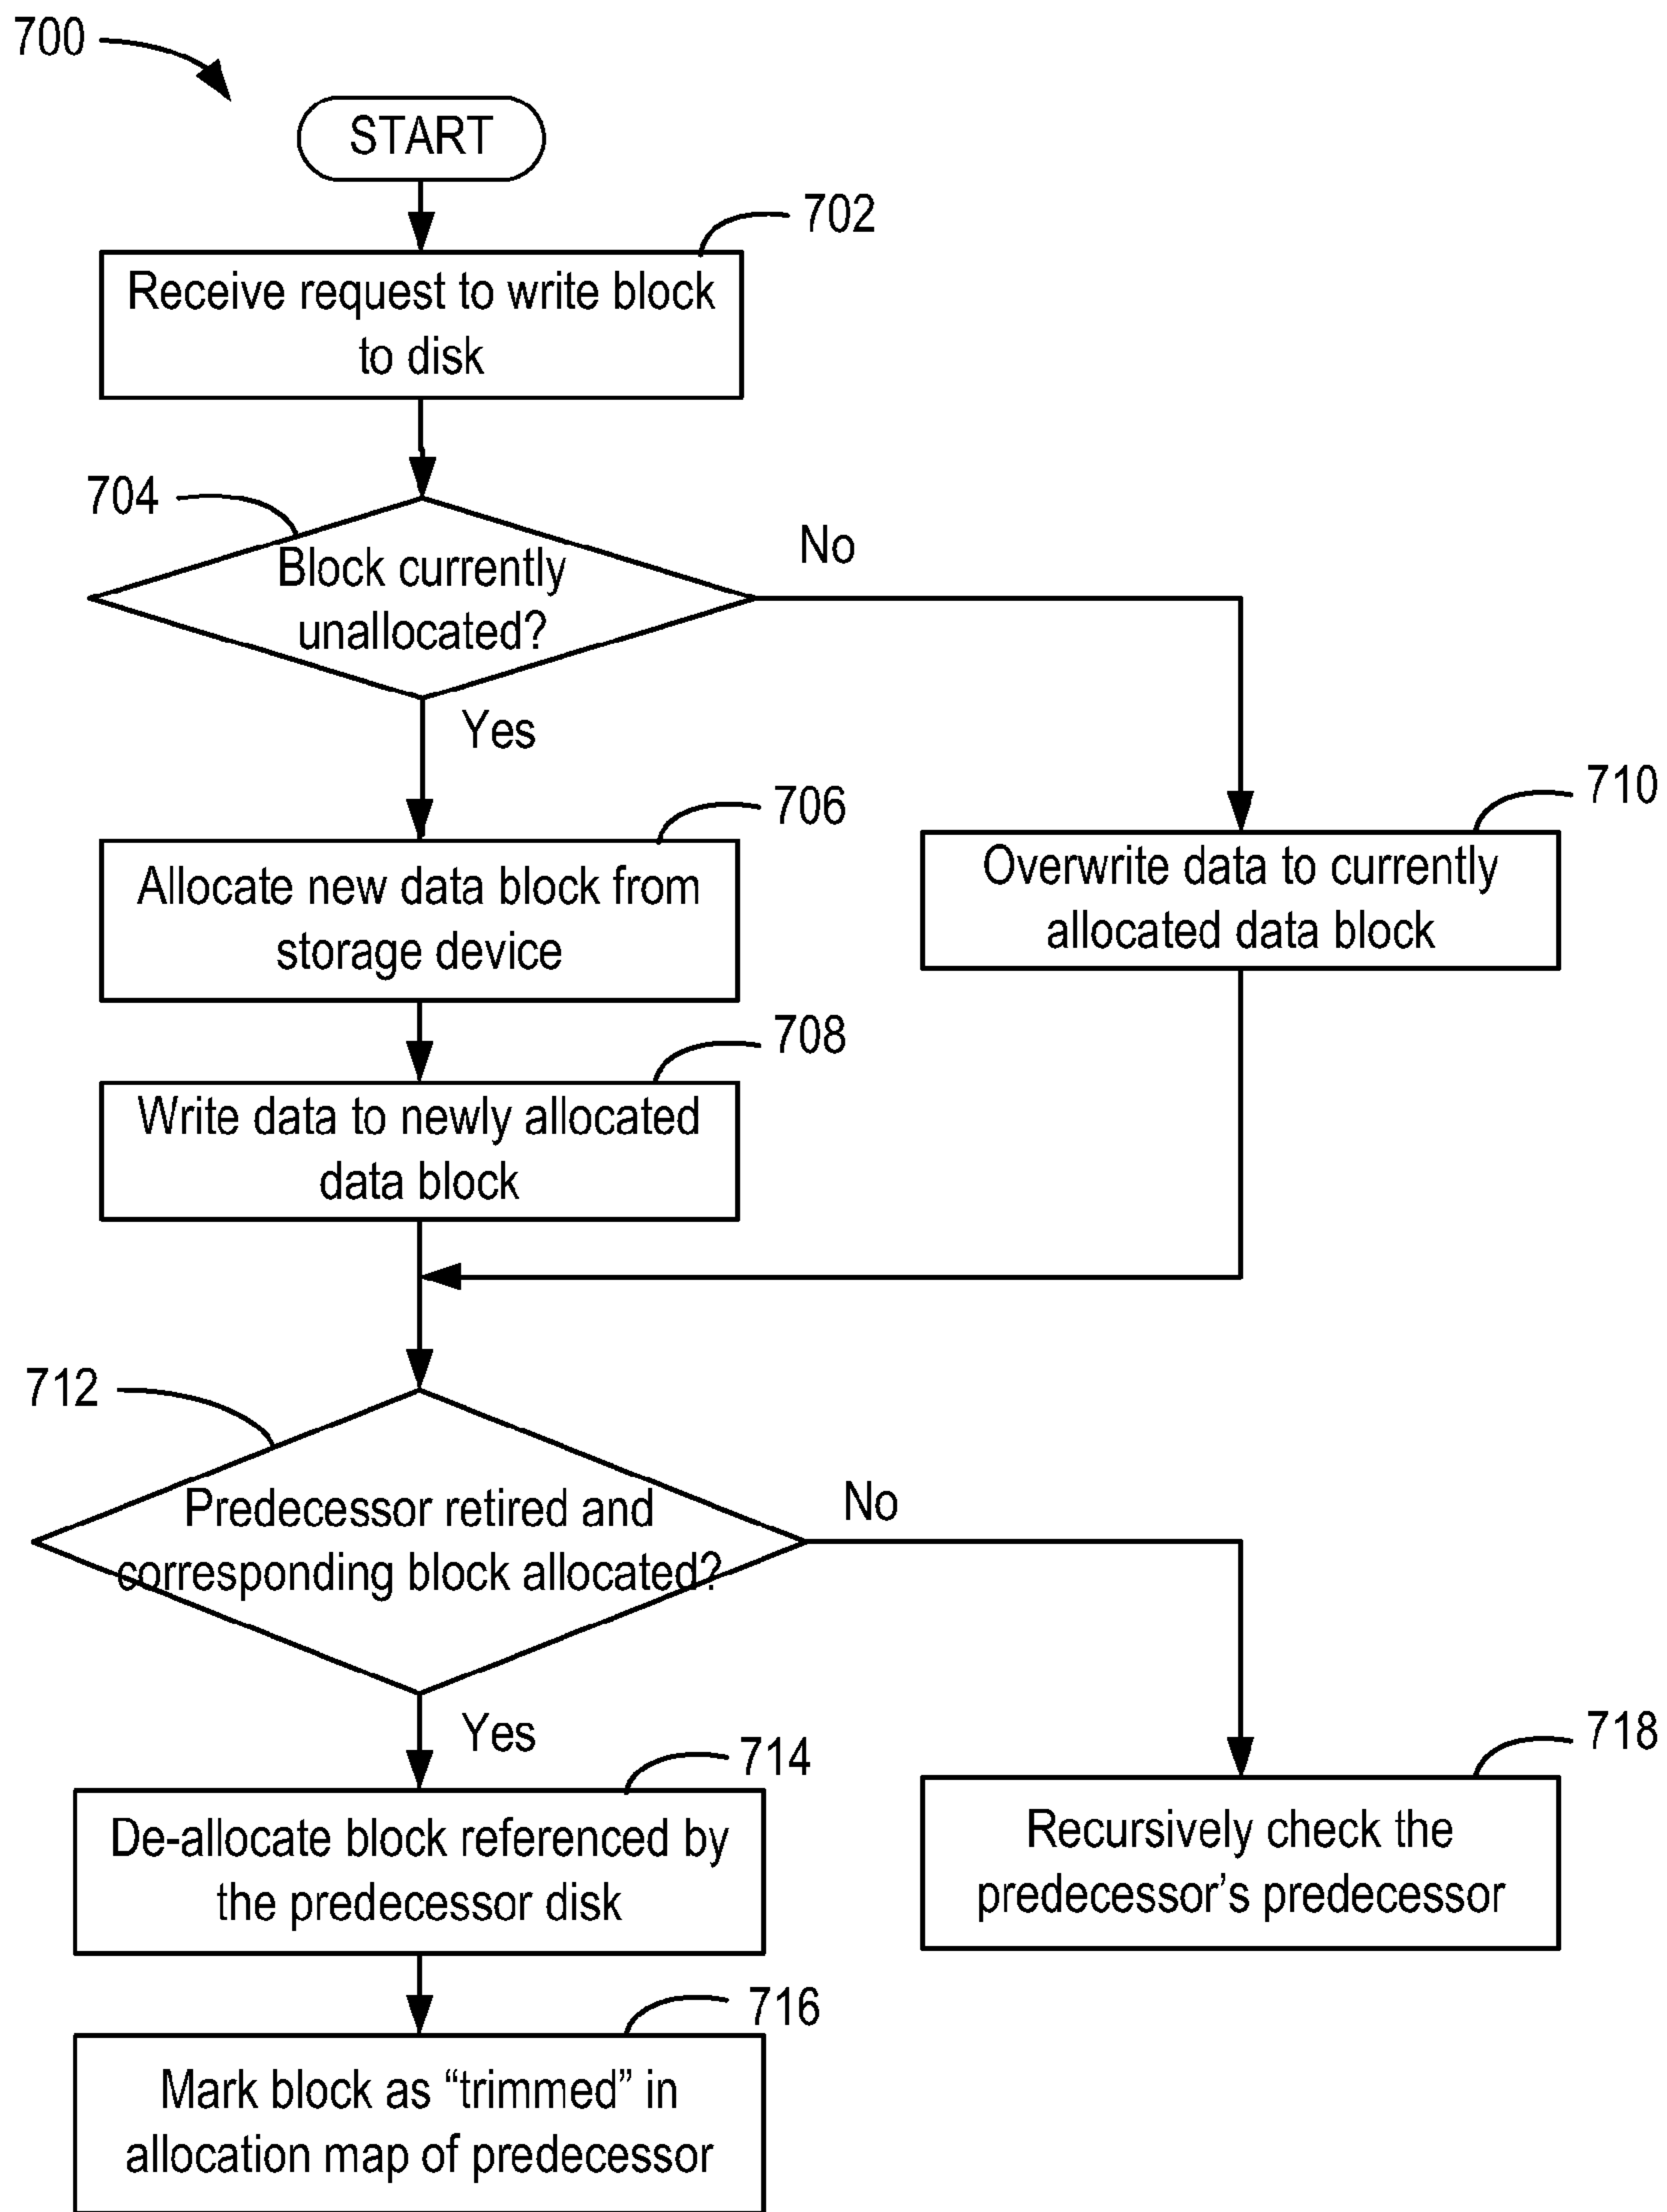 700
START
702
Receive request to write block
to disk
704
Block currently
unallocated?
No
Yes
706
Allocate new data block from
storage device
710
Overwrite data to currently
allocated data block
708
Write data to newly allocated
data block
712
Predecessor retired and
corresponding block allocated?
No
Yes
714
De-allocate block referenced by
the predecessor disk
718
Recursively check the
predecessor’s predecessor
716
Mark block as “trimmed” in
allocation map of predecessor